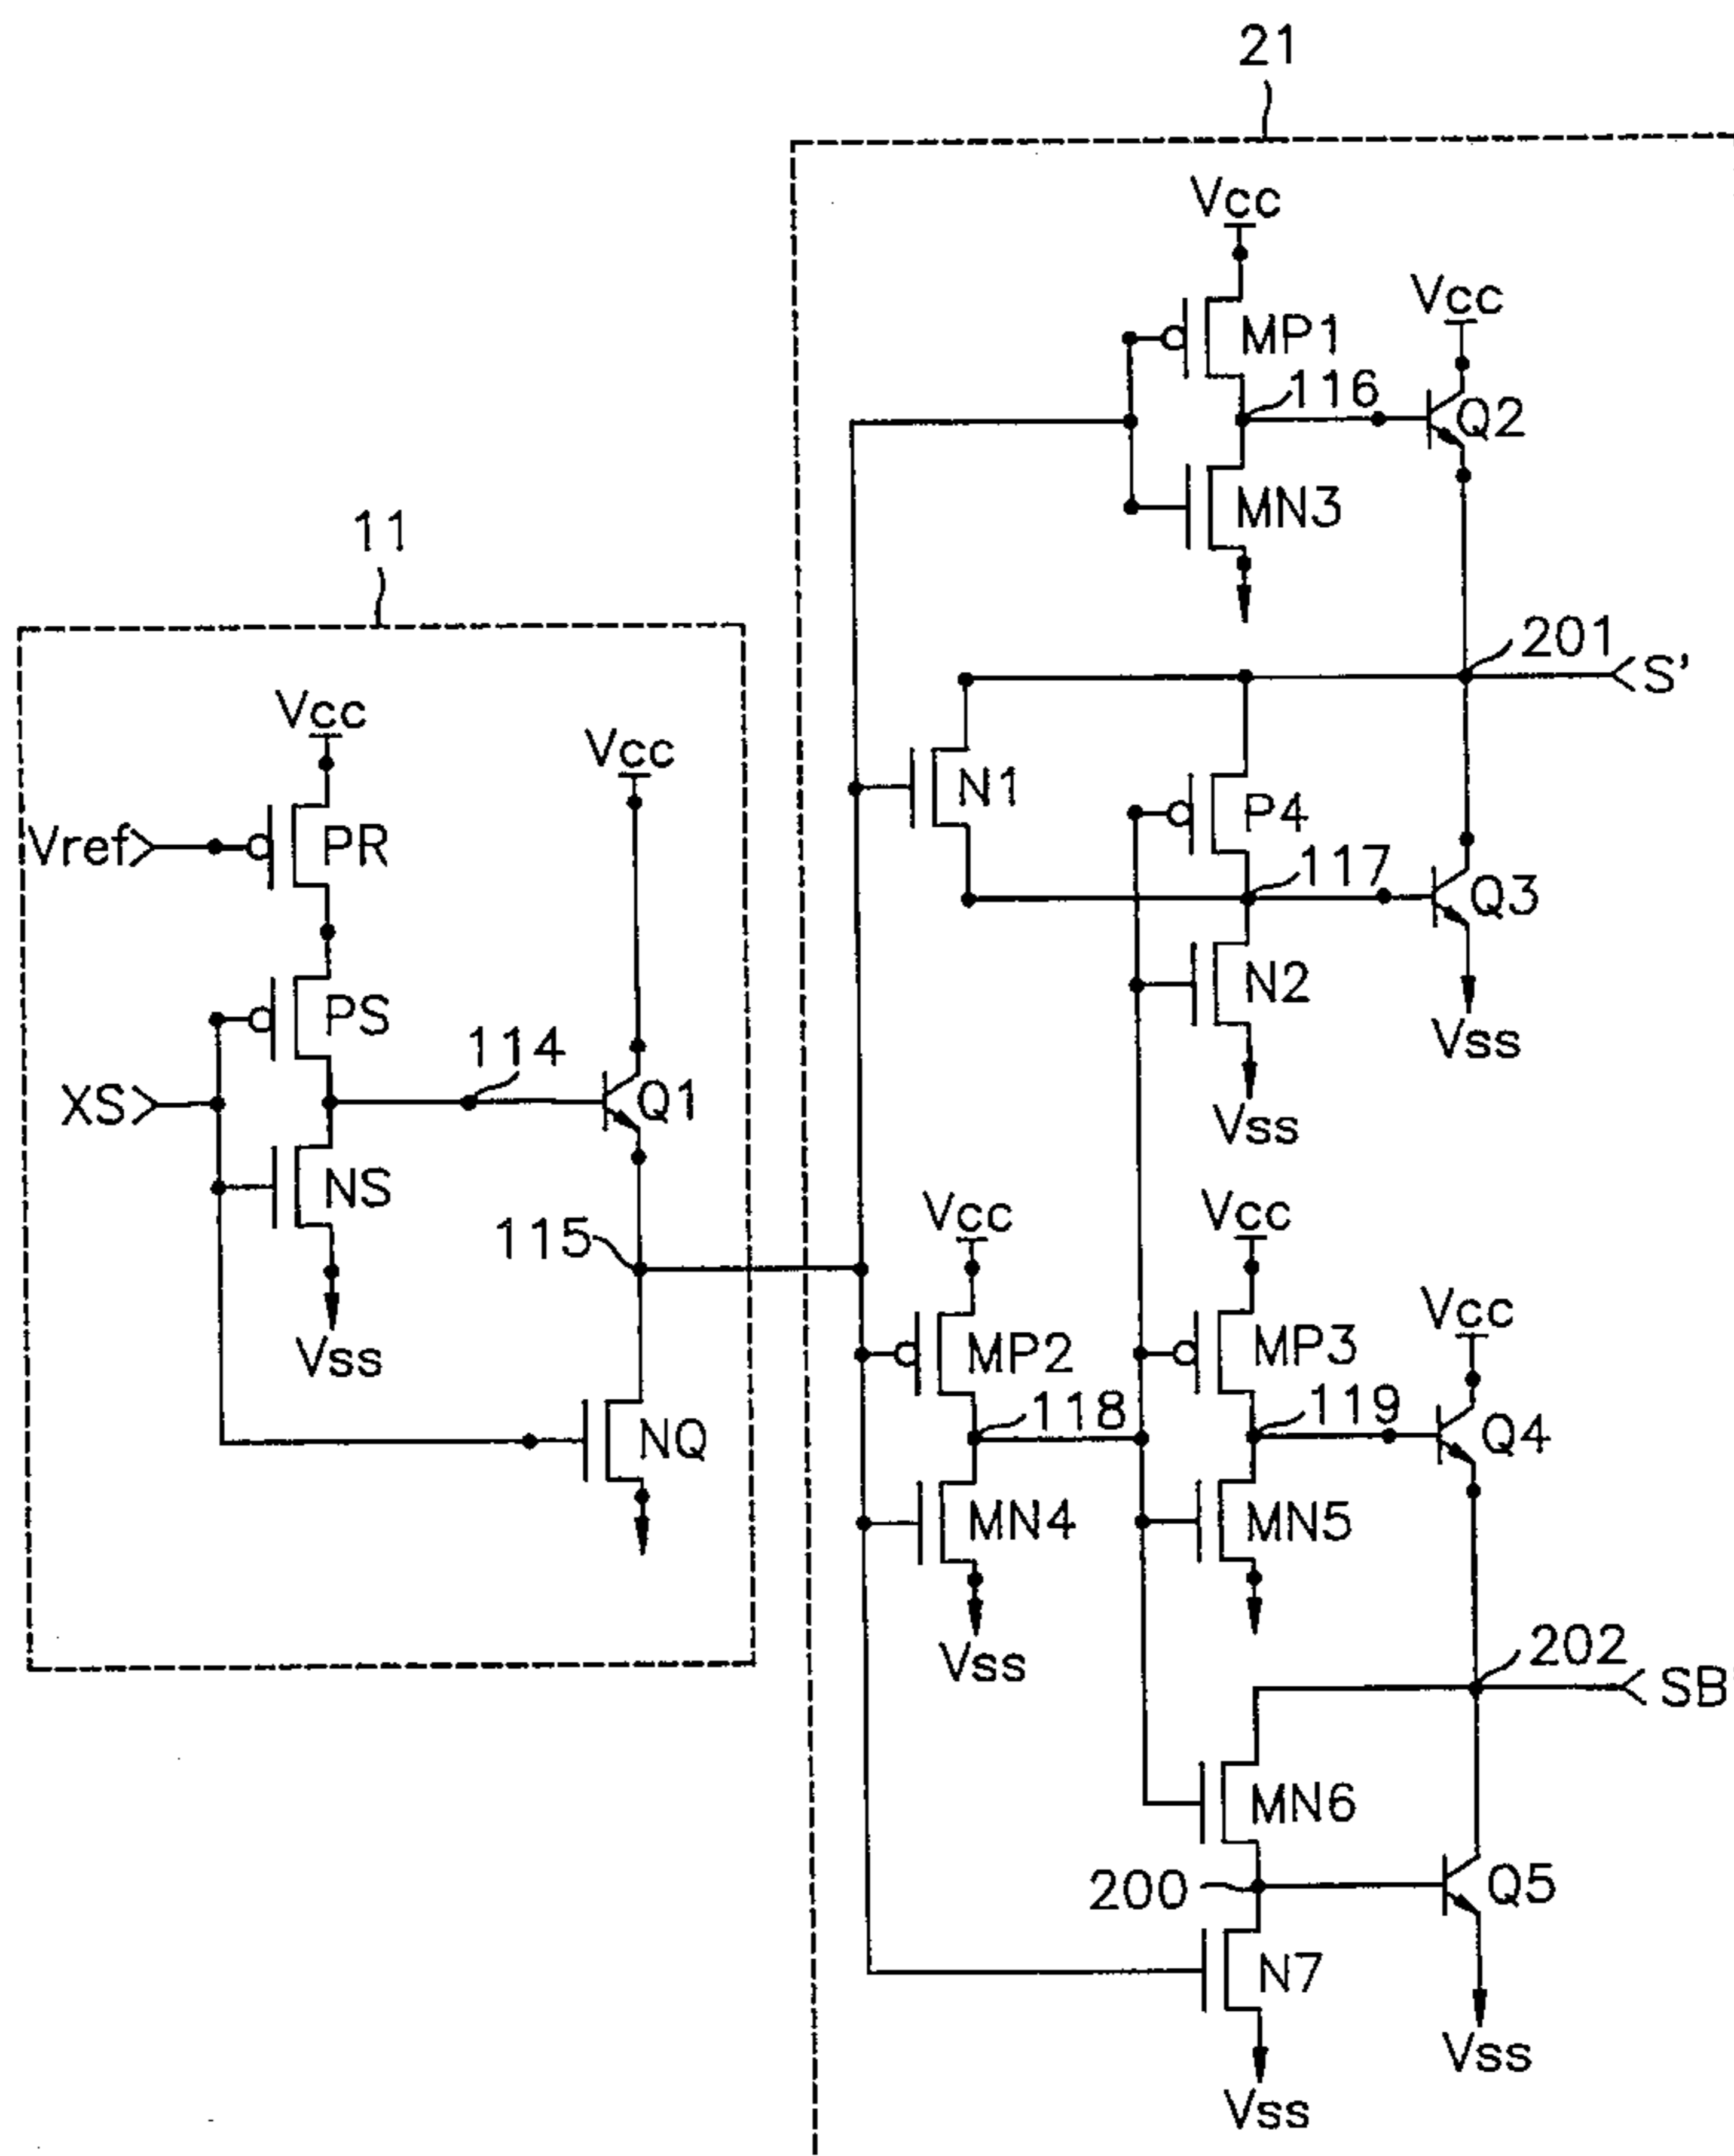 21
Vcc
Vcc
MP1
116
Q2
MN3
11
201
S'
Vcc
Vcc
N1
P4
Vref
PR
117
Q3
N2
PS
Vss
114
XS
Q1
Vss
NS
Vcc
Vcc
115
Vcc
Vss
MP2
MP3
118
119
NQ
Q4
MN4
MN5
Vss
202
SB
MN6
200
Q5
N7
Vss
Vss